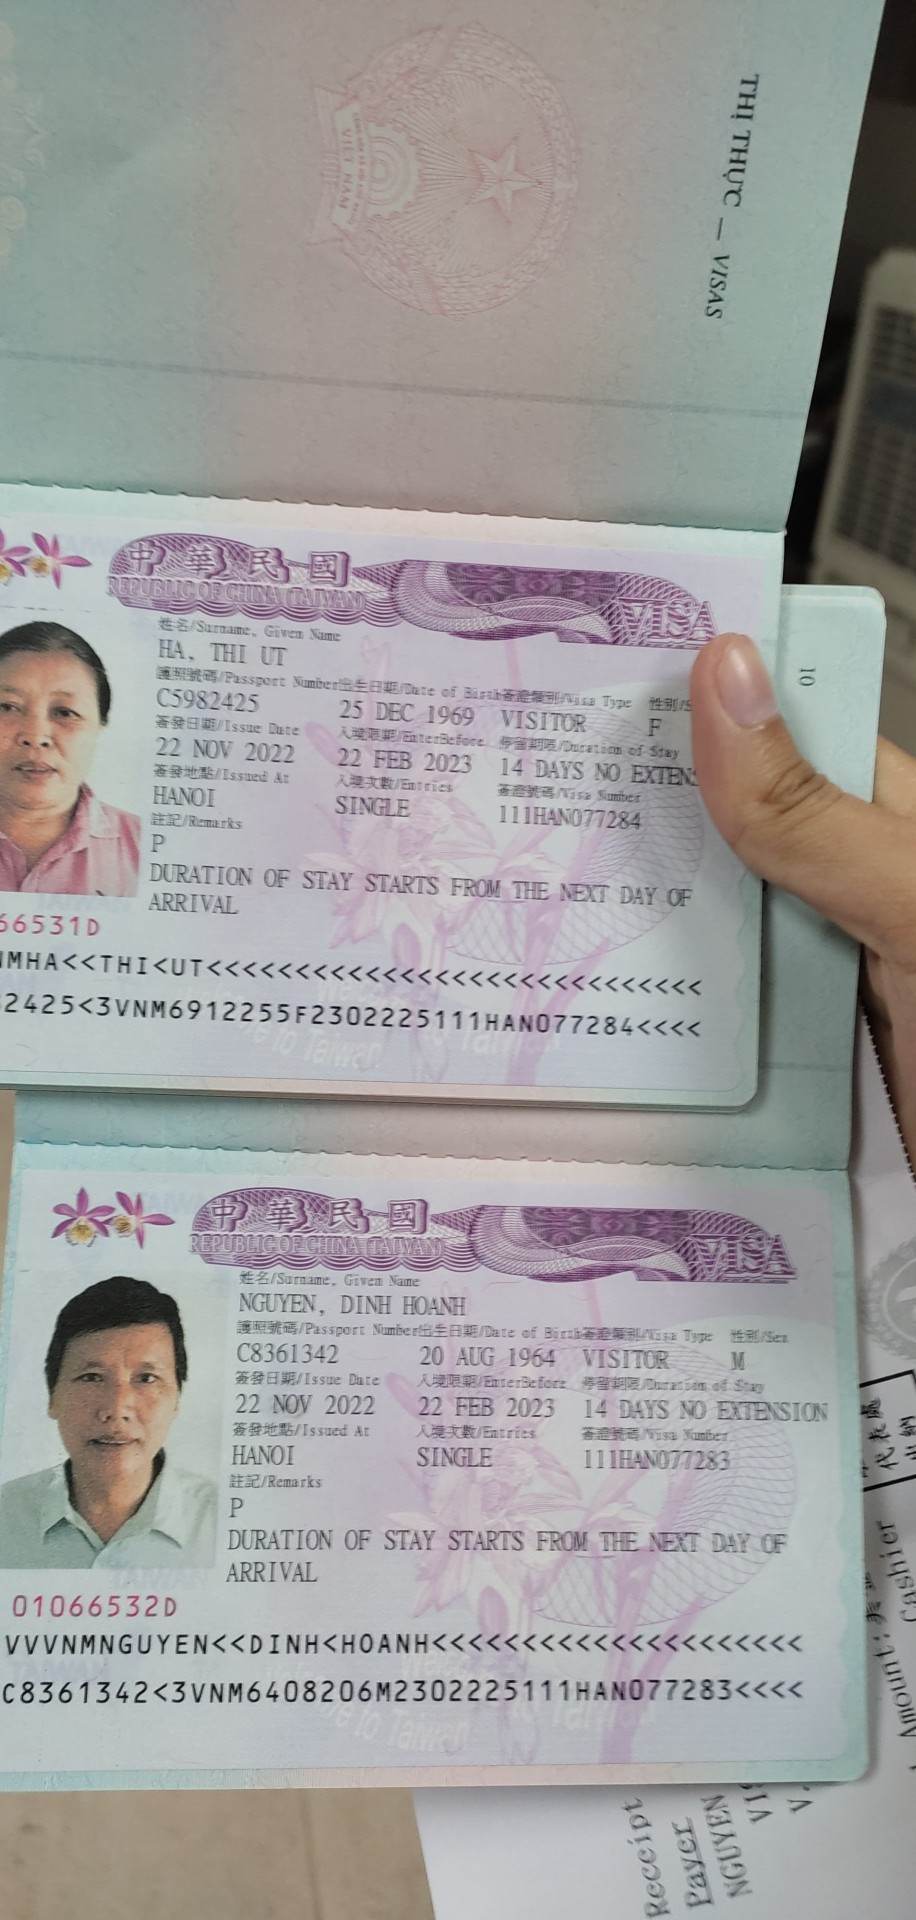 THỊ THỰC – VISAS
VIỆT NAM
10
中華民國
REPUBLIC OF CHINA (TAIWAN)
VISA
姓名/Surname, Given Name
HA, THI UT
護照號碼/Passport Number 出生日期/Date of Birth 簽證類別/Visa Type 性別/S
C5982425 25 DEC 1969 VISITOR F
簽發日期/Issue Date 入境限期/EnterBefore 停留期限/Duration of Stay
22 NOV 2022 22 FEB 2023 14 DAYS NO EXTENS
簽發地點/Issued At 入境次數/Entries 簽證號碼/Visa Number
HANOI SINGLE 111HAN077284
註記/Remarks
P
DURATION OF STAY STARTS FROM THE NEXT DAY OF
ARRIVAL
66531D
MHA<<THI<UT<<<<<<<<<<<<<<<<<<<<<<<<<<<<
2425<3VNM6912255F2302225111HAN077284<<<<
中華民國
REPUBLIC OF CHINA (TAIWAN)
VISA
姓名/Surname, Given Name
NGUYEN, DINH HOANH
護照號碼/Passport Number 出生日期/Date of Birth 簽證類別/Visa Type 性別/Sex
C8361342 20 AUG 1964 VISITOR M
簽發日期/Issue Date 入境限期/EnterBefore 停留期限/Duration of Stay
22 NOV 2022 22 FEB 2023 14 DAYS NO EXTENSION
簽發地點/Issued At 入境次數/Entries 簽證號碼/Visa Number
HANOI SINGLE 111HAN077283
註記/Remarks
P
DURATION OF STAY STARTS FROM THE NEXT DAY OF
ARRIVAL
01066532D
VVVNMNGUYEN<<DINH<HOANH<<<<<<<<<<<<<<<<<<<<<
C8361342<3VNM6408206M2302225111HAN077283<<<<
代表處
Cashier
Amount:
Receipt
Payer
NGUYEN